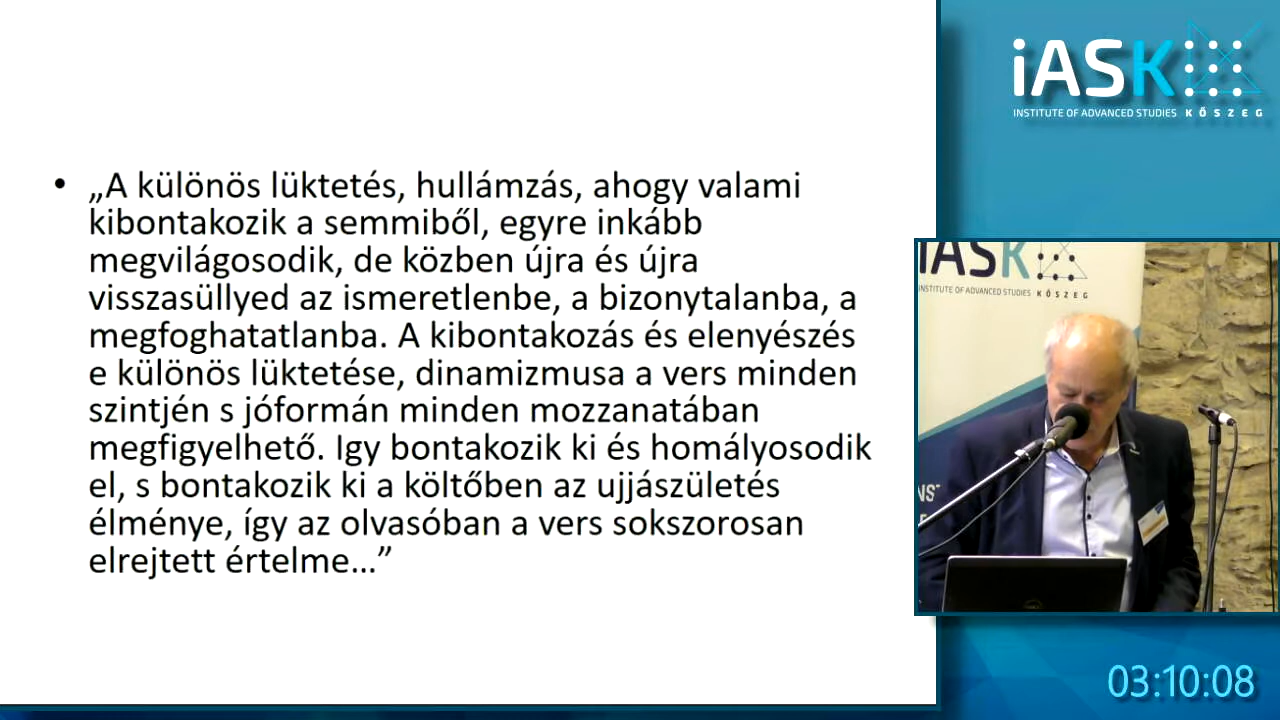 • „A különös lüktetés, hullámzás, ahogy valami
kibontakozik a semmiből, egyre inkább
megvilágosodik, de közben újra és újra
visszasüllyed az ismeretlenbe, a bizonytalanba, a
megfoghatatlanba. A kibontakozás és elenyészés
e különös lüktetése, dinamizmusa a vers minden
szintjén s jóformán minden mozzanatában
megfigyelhető. Igy bontakozik ki és homályosodik
el, s bontakozik ki a költőben az ujjászületés
élménye, így az olvasóban a vers sokszorosan
elrejtett értelme…”
iASK
INSTITUTE OF ADVANCED STUDIES KŐSZEG
iASK
INSTITUTE OF ADVANCED STUDIES KŐSZEG
03:10:08